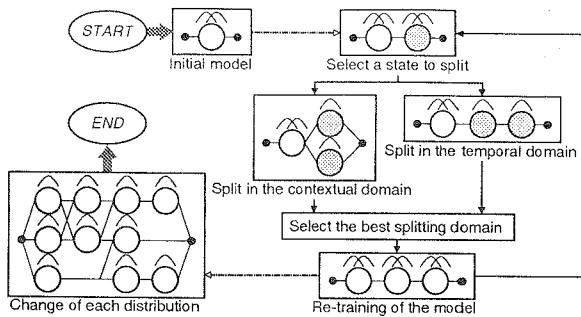 START
Initial model
Select a state to split
END
Split in the contextual domain
Split in the temporal domain
Select the best splitting domain
Change of each distribution
Re-training of the model